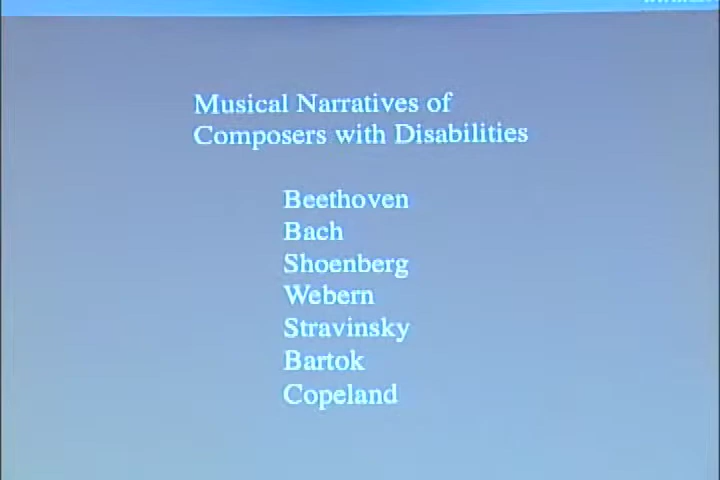 Musical Narratives of
Composers with Disabilities
Beethoven
Bach
Shoenberg
Webern
Stravinsky
Bartok
Copeland